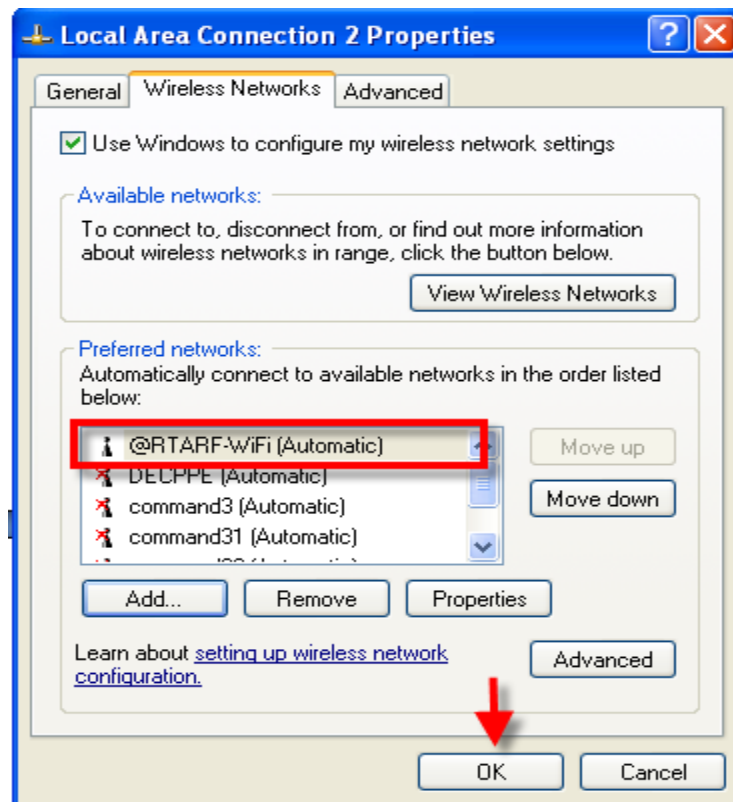 Local Area Connection 2 Properties
General Wireless Networks Advanced
Use Windows to configure my wireless network settings
Available networks:
To connect to, disconnect from, or find out more information
about wireless networks in range, click the button below.
View Wireless Networks
Preferred networks:
Automatically connect to available networks in the order listed
below:
@RTARF-WiFi (Automatic)
Move up
DECPPE (Automatic)
command3 (Automatic)
Move down
command31 (Automatic)
Add... Remove Properties
Learn about setting up wireless network
configuration.
Advanced
OK Cancel